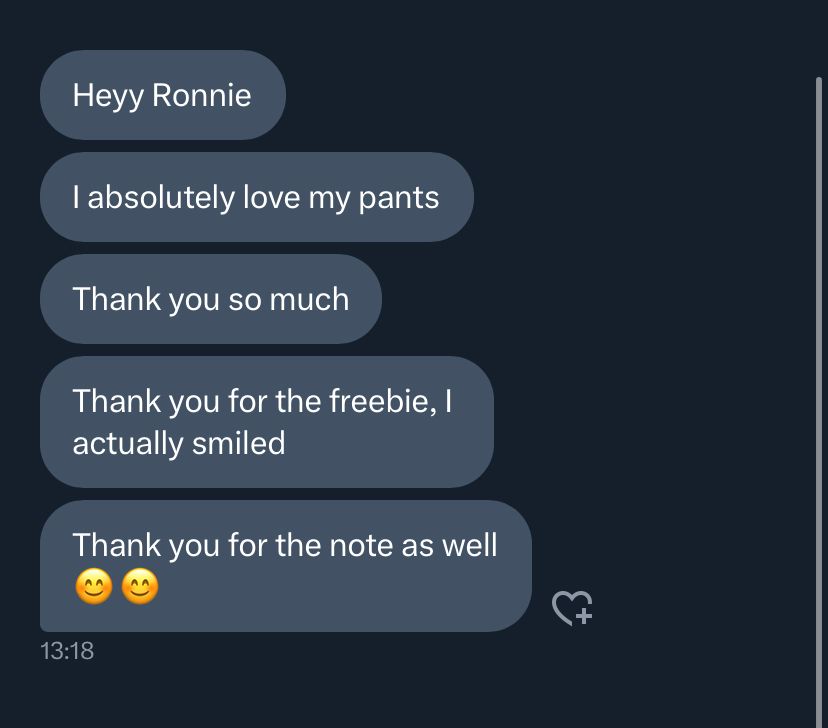 Heyy Ronnie
I absolutely love my pants
Thank you so much
Thank you for the freebie, I
actually smiled
Thank you for the note as well
😊😊
13:18